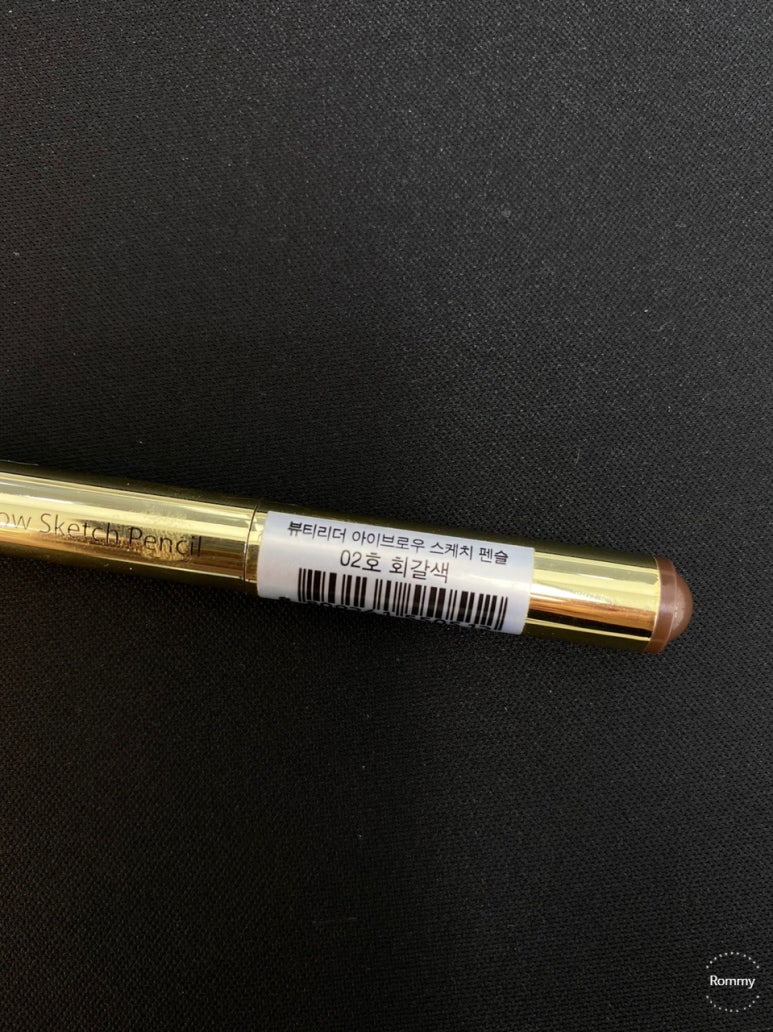 Sketch Pencil
뷰티리더 아이브로우 스케치 펜슬
02호 회갈색
Rommy